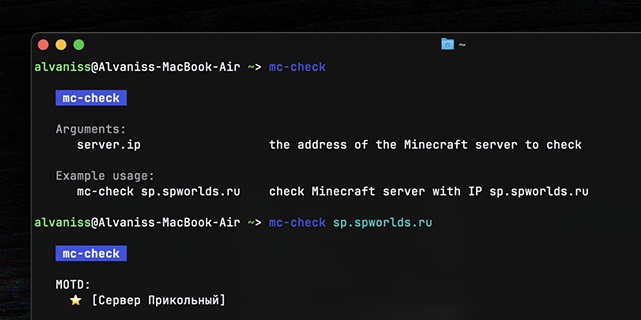 ~
alvaniss@Alvaniss-MacBook-Air ~> mc-check
mc-check
Arguments:
server.ip the address of the Minecraft server to check
Example usage:
mc-check sp.spworlds.ru check Minecraft server with IP sp.spworlds.ru
alvaniss@Alvaniss-MacBook-Air ~> mc-check sp.spworlds.ru
mc-check
MOTD:
⭐ [Сервер Прикольный]